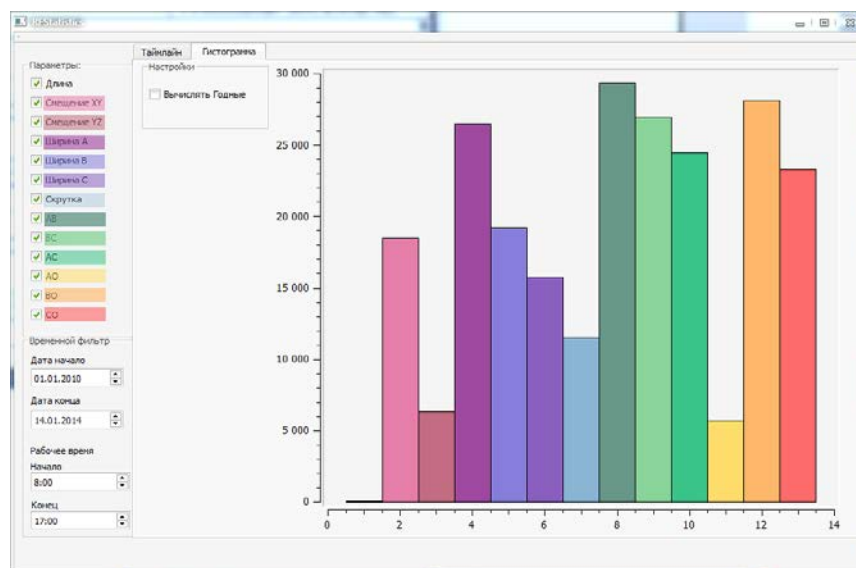 Таймлайн
Гистограмма
Параметры:
Длина
Смещение XY
Смещение YZ
Ширина A
Ширина B
Ширина C
Скрутка
AB
BC
AC
AO
BO
CO
Временной фильтр
Дата начало
01.01.2010
Дата конца
14.01.2014
Рабочее время
Начало
8:00
Конец
17:00
Настройки
Вычислять Годные
30 000
25 000
20 000
15 000
10 000
5 000
0
0 2 4 6 8 10 12 14